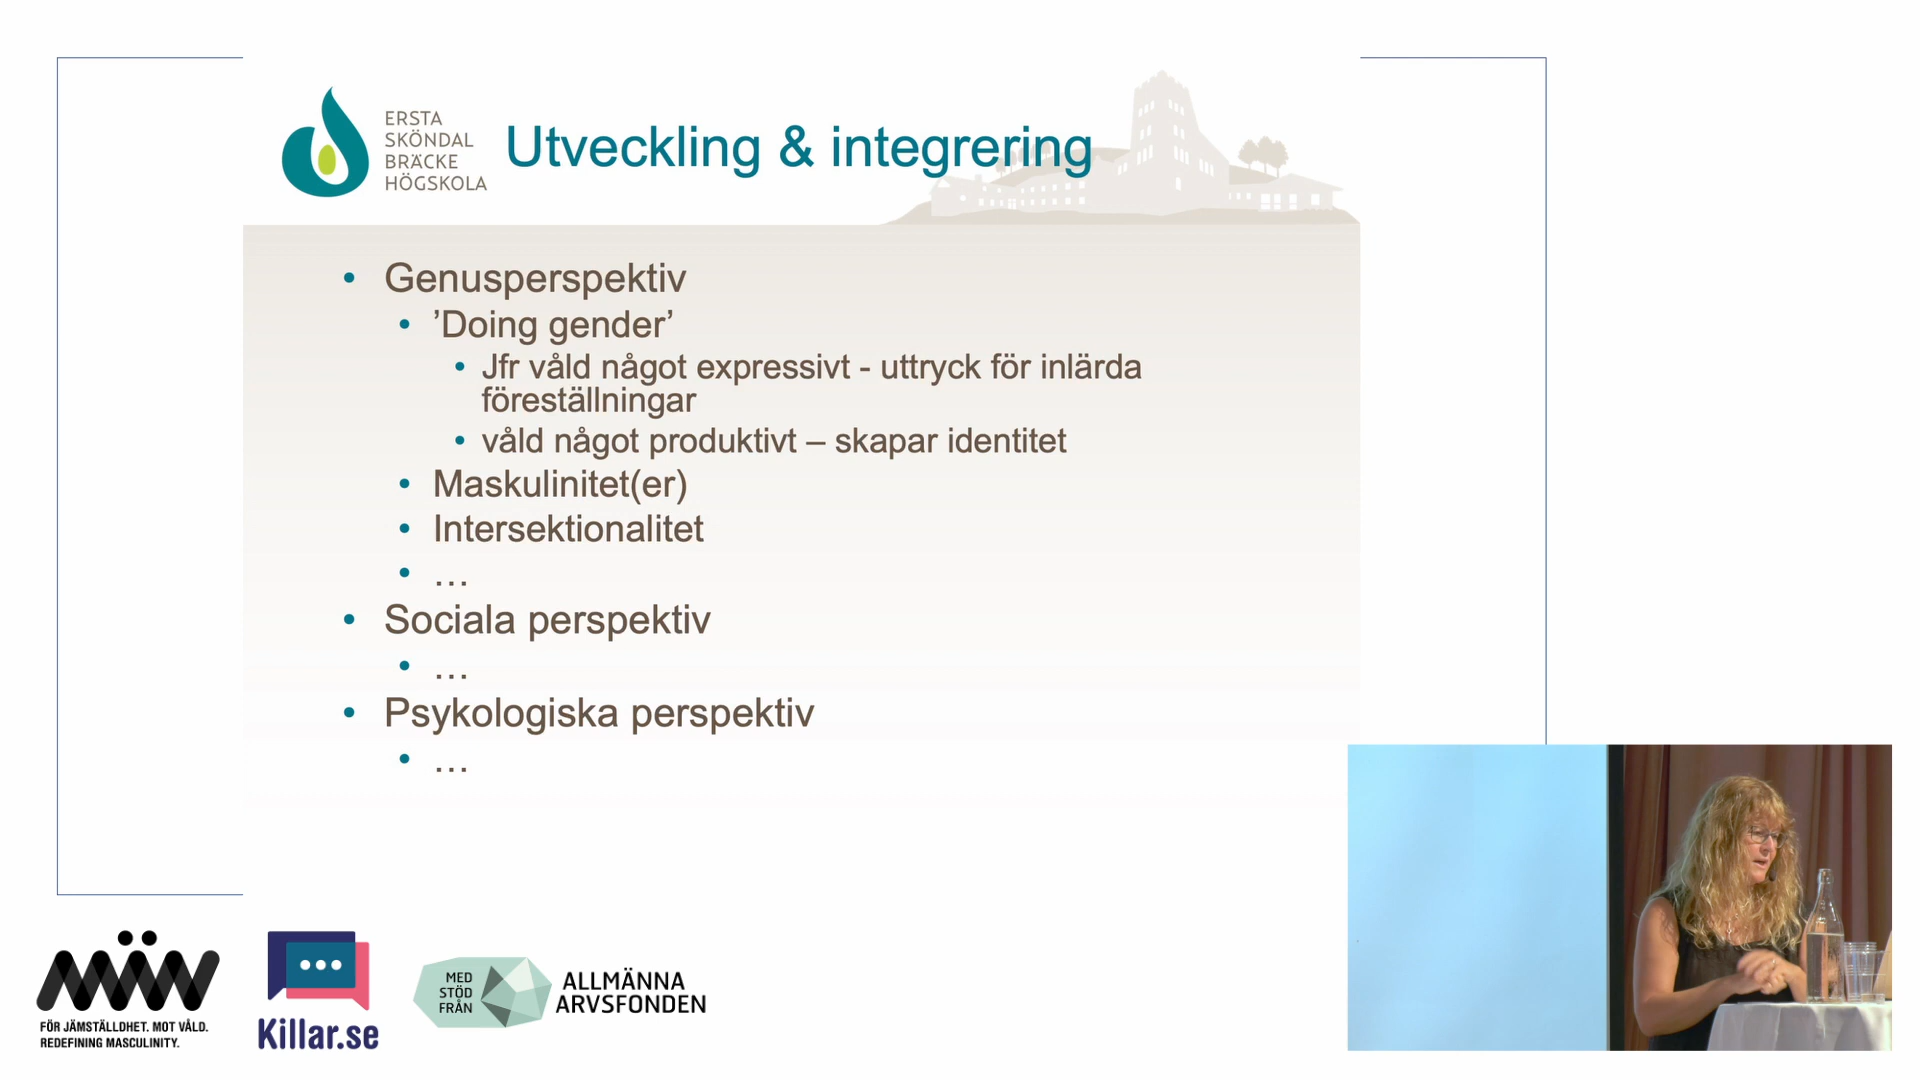 ERSTA
SKÖNDAL
BRÄCKE
HÖGSKOLA
Utveckling & integrering
• Genusperspektiv
• ’Doing gender’
• Jfr våld något expressivt - uttryck för inlärda
föreställningar
• våld något produktivt – skapar identitet
• Maskulinitet(er)
• Intersektionalitet
• …
• Sociala perspektiv
• …
• Psykologiska perspektiv
• …
MÄN
FÖR JÄMSTÄLLDHET. MOT VÅLD.
REDEFINING MASCULINITY.
Killar.se
MED
STÖD
FRÅN
ALLMÄNNA
ARVSFONDEN